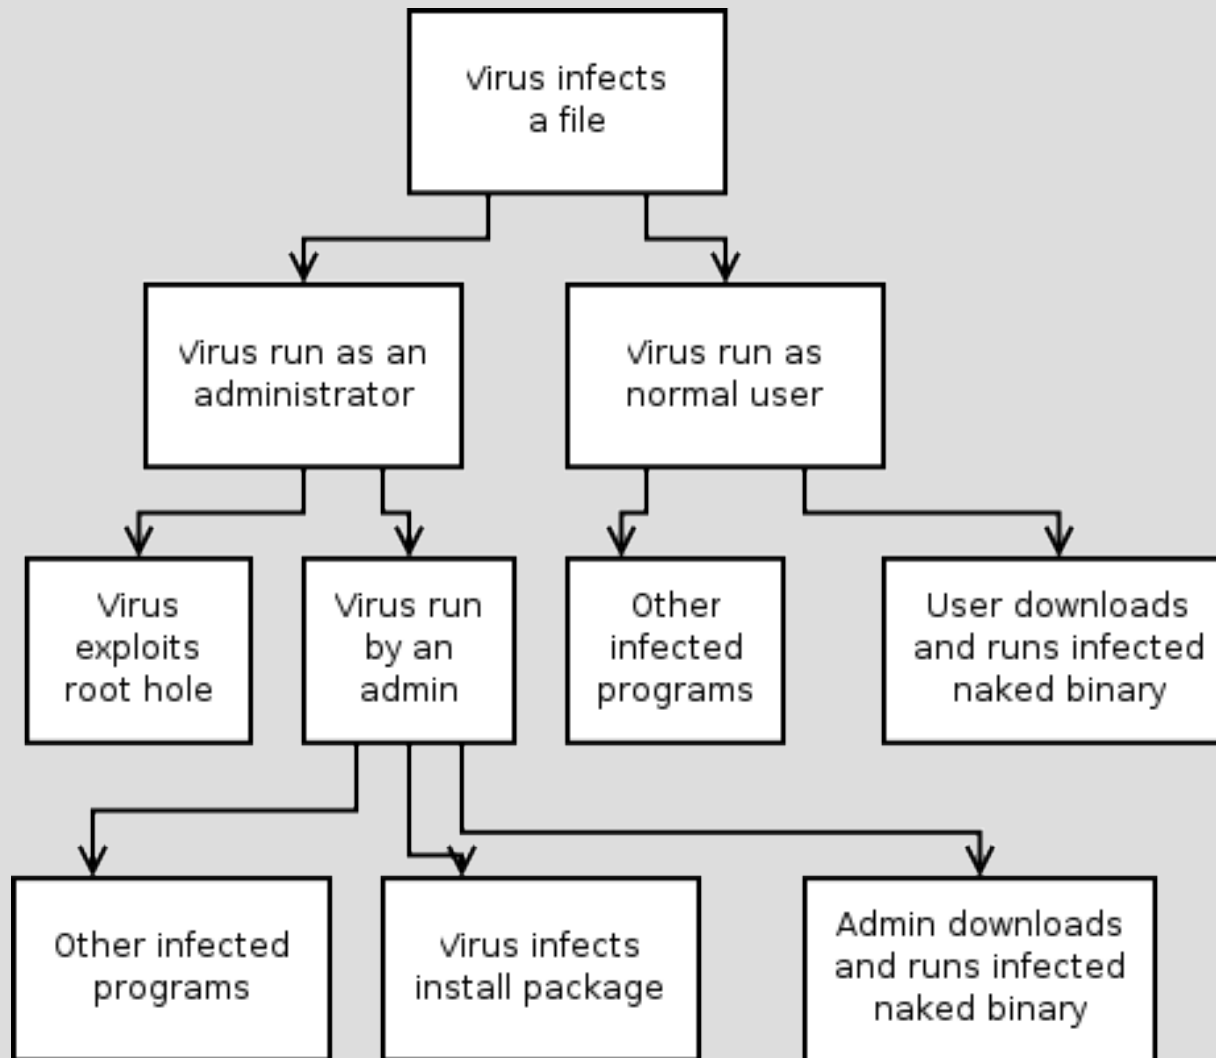 Virus infects
a file
Virus run as an
administrator
Virus run as
normal user
Virus
exploits
root hole
Virus run
by an
admin
Other
infected
programs
User downloads
and runs infected
naked binary
Other infected
programs
Virus infects
install package
Admin downloads
and runs infected
naked binary